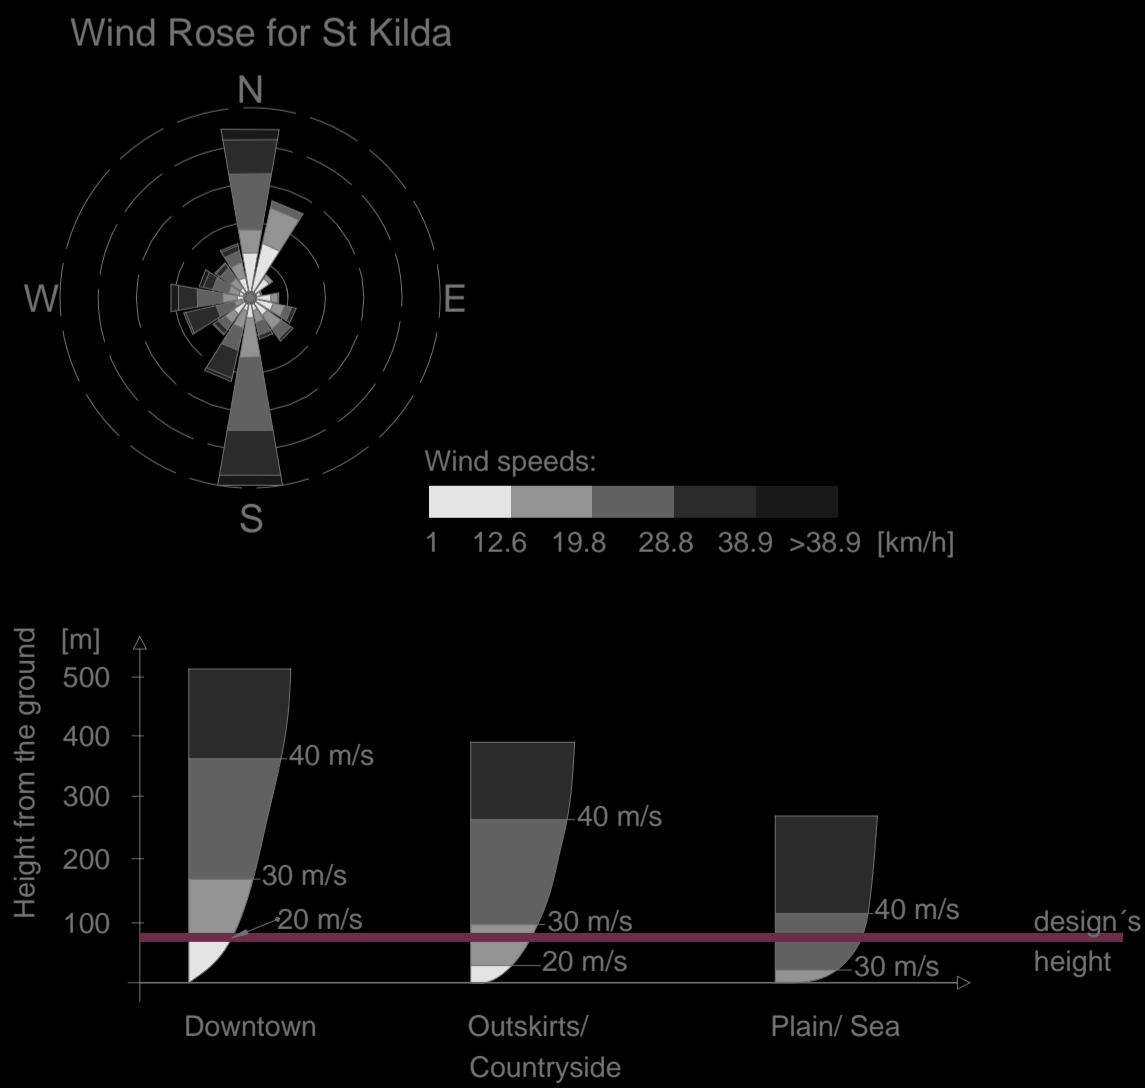 Wind Rose for St Kilda
N
W
E
S
Wind speeds:
1 12.6 19.8 28.8 38.9 >38.9 [km/h]
Height from the ground
[m]
500
400
300
200
100
40 m/s
30 m/s
20 m/s
40 m/s
30 m/s
20 m/s
40 m/s
30 m/s
design´s
height
Downtown
Outskirts/
Countryside
Plain/ Sea